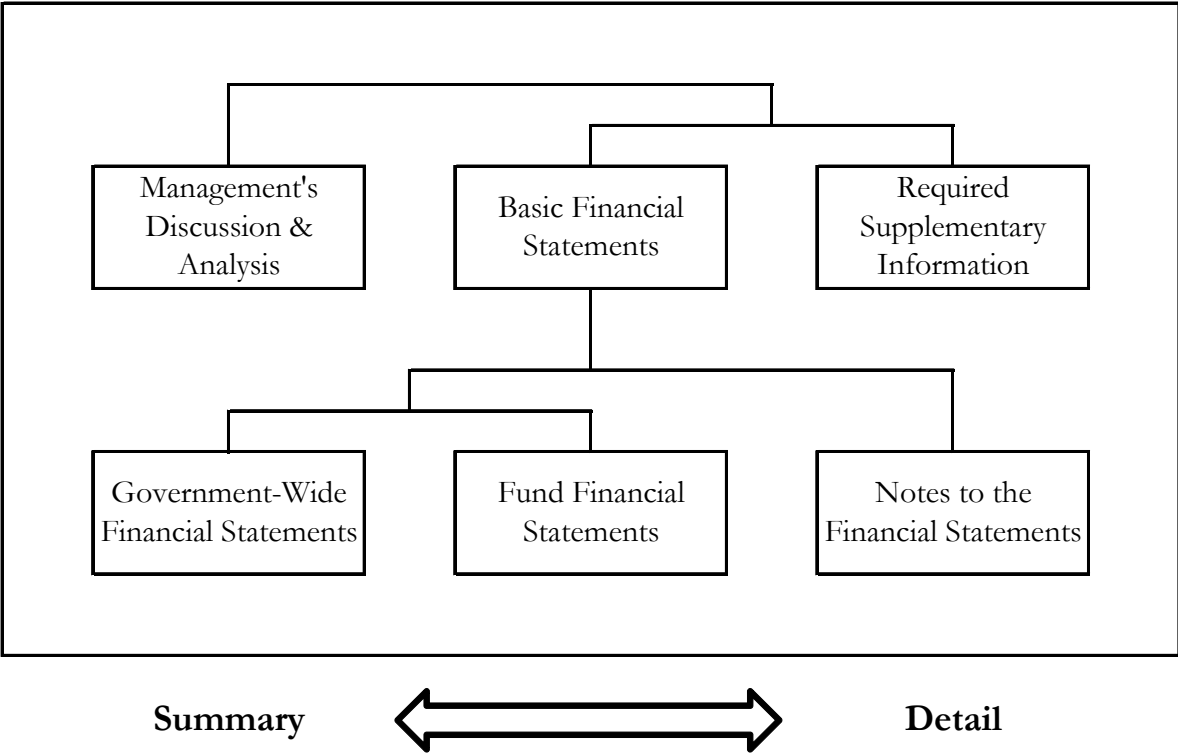 Management's
Discussion &
Analysis
Basic Financial
Statements
Required
Supplementary
Information
Government-Wide
Financial Statements
Fund Financial
Statements
Notes to the
Financial Statements
Summary
Detail